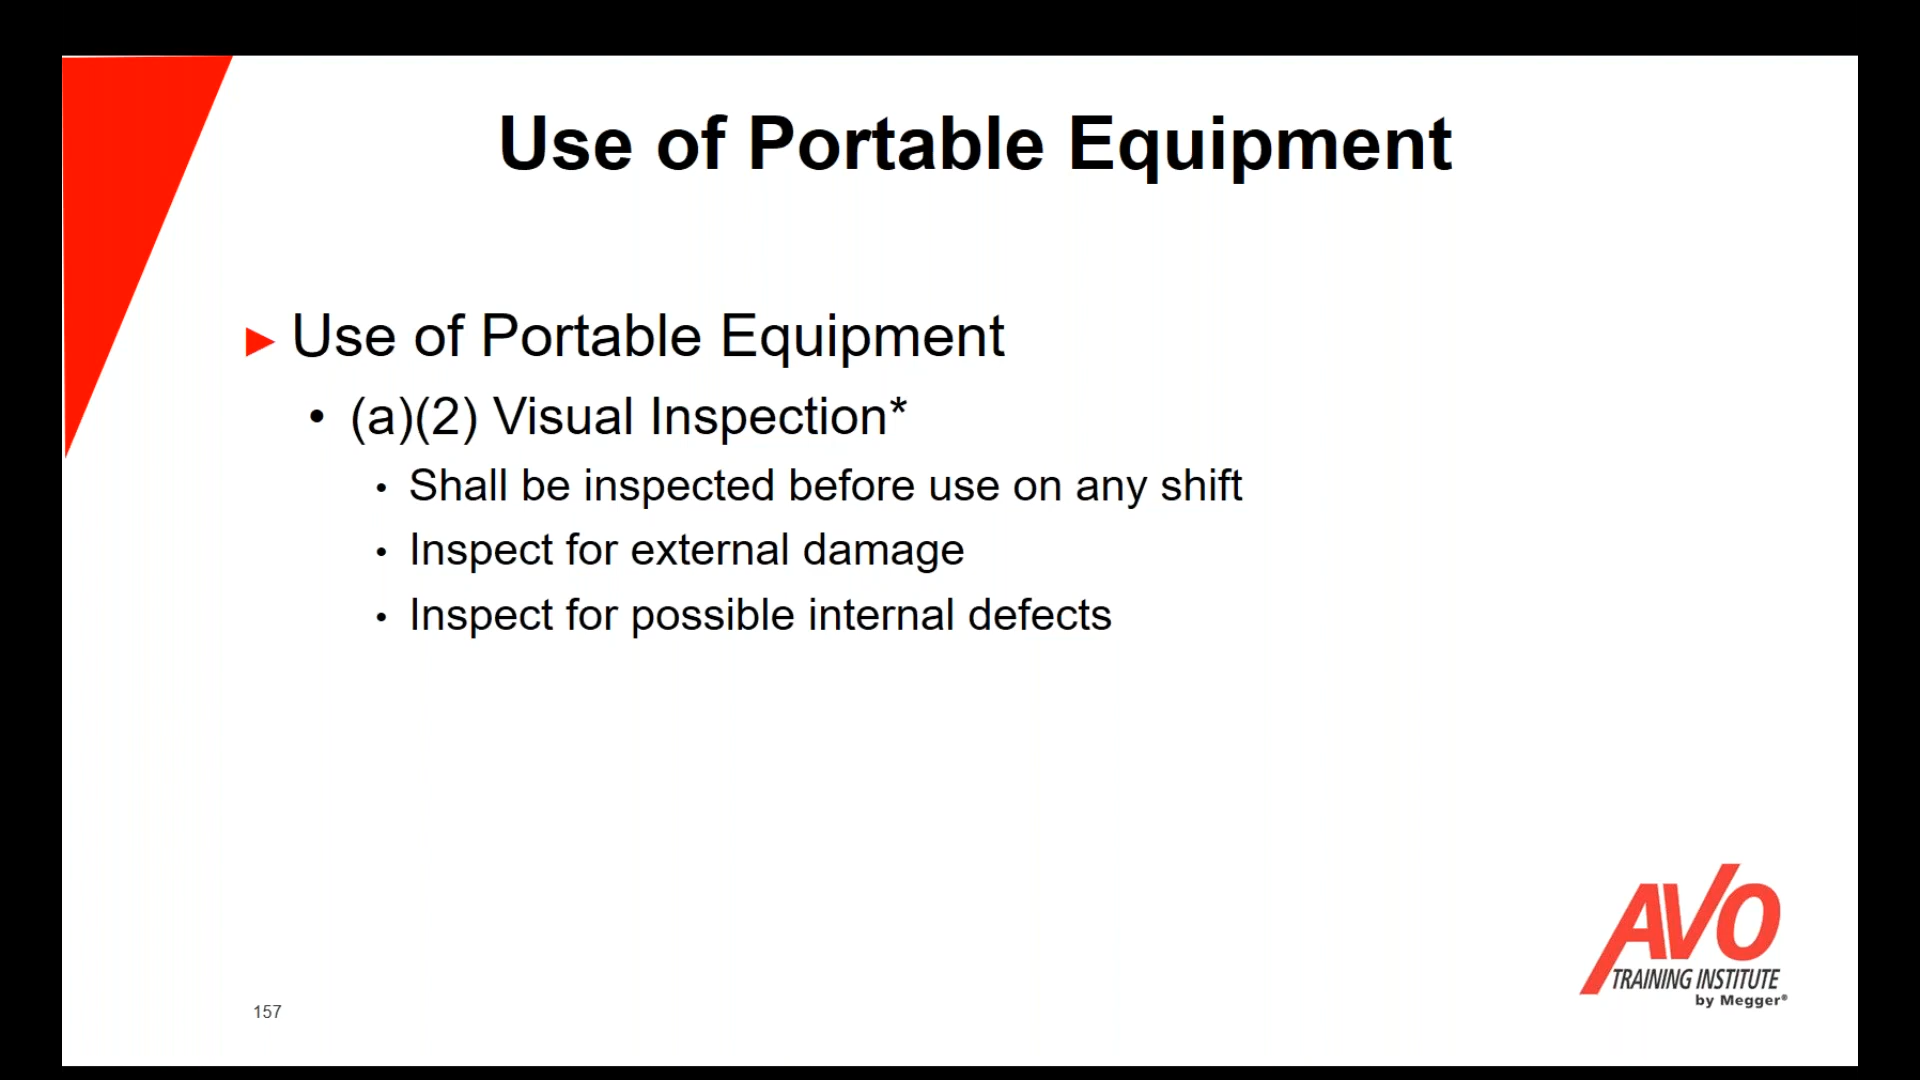 Use of Portable Equipment
► Use of Portable Equipment
• (a)(2) Visual Inspection*
• Shall be inspected before use on any shift
• Inspect for external damage
• Inspect for possible internal defects
AVO
TRAINING INSTITUTE
by Megger®
157